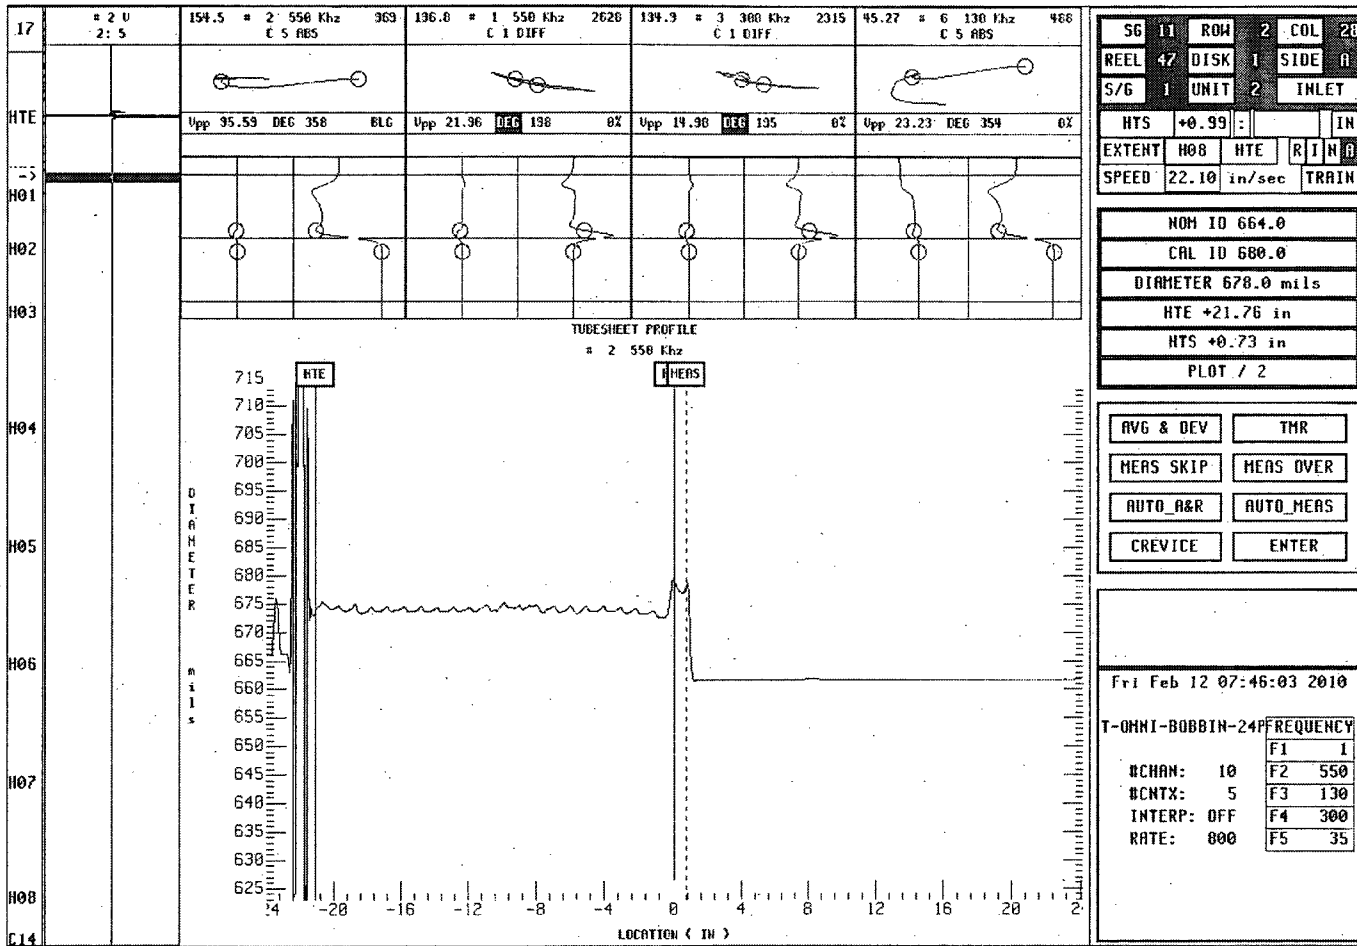 17
# 2 V
2: 5
154.5 # 2 550 Khz 969
C 5 ABS
136.8 # 1 550 Khz 2628
C 1 DIFF
134.9 # 3 300 Khz 2315
C 1 DIFF
45.27 # 6 130 Khz 488
C 5 ABS
Vpp 95.59 DEG 358 BLG
Vpp 21.96 DEG 198 0%
Vpp 14.98 DEG 195 0%
Vpp 23.23 DEG 354 0%
HTE
H01
H02
H03
H04
H05
H06
H07
H08
C14
TUBESHEET PROFILE
# 2 550 Khz
HTE
MEAS
DIAMETER mils
715
710
705
700
695
690
685
680
675
670
665
660
655
650
645
640
635
630
625
-20 -16 -12 -8 -4 0 4 8 12 16 20
LOCATION ( IN )
SG 11 ROW 2 COL 28
REEL 47 DISK 1 SIDE A
S/G 1 UNIT 2 INLET
HTS +0.99 : IN
EXTENT H08 HTE R I N A
SPEED 22.10 in/sec TRAIN
NOM ID 664.0
CAL ID 680.0
DIAMETER 678.0 mils
HTE +21.76 in
HTS +0.73 in
PLOT / 2
AVG & DEV TMR
MEAS SKIP MEAS OVER
AUTO_A&R AUTO_MEAS
CREVICE ENTER
Fri Feb 12 07:46:03 2010
T-OMNI-BOBBIN-24P FREQUENCY
F1 1
#CHAN: 10 F2 550
#CNTX: 5 F3 130
INTERP: OFF F4 300
RATE: 800 F5 35